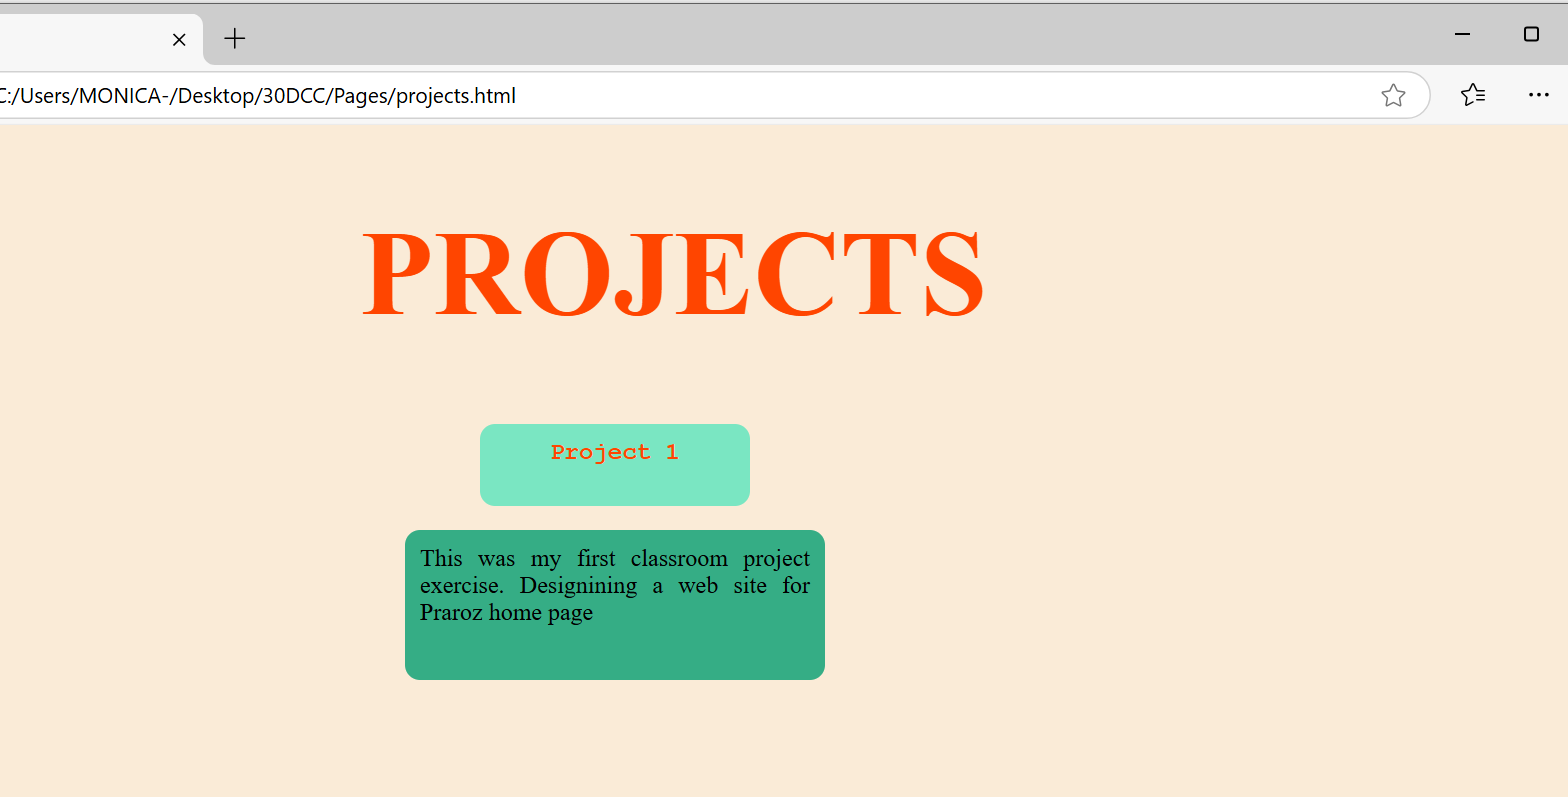 C:/Users/MONICA-/Desktop/30DCC/Pages/projects.html
PROJECTS
Project 1
This was my first classroom project
exercise. Designining a web site for
Praroz home page